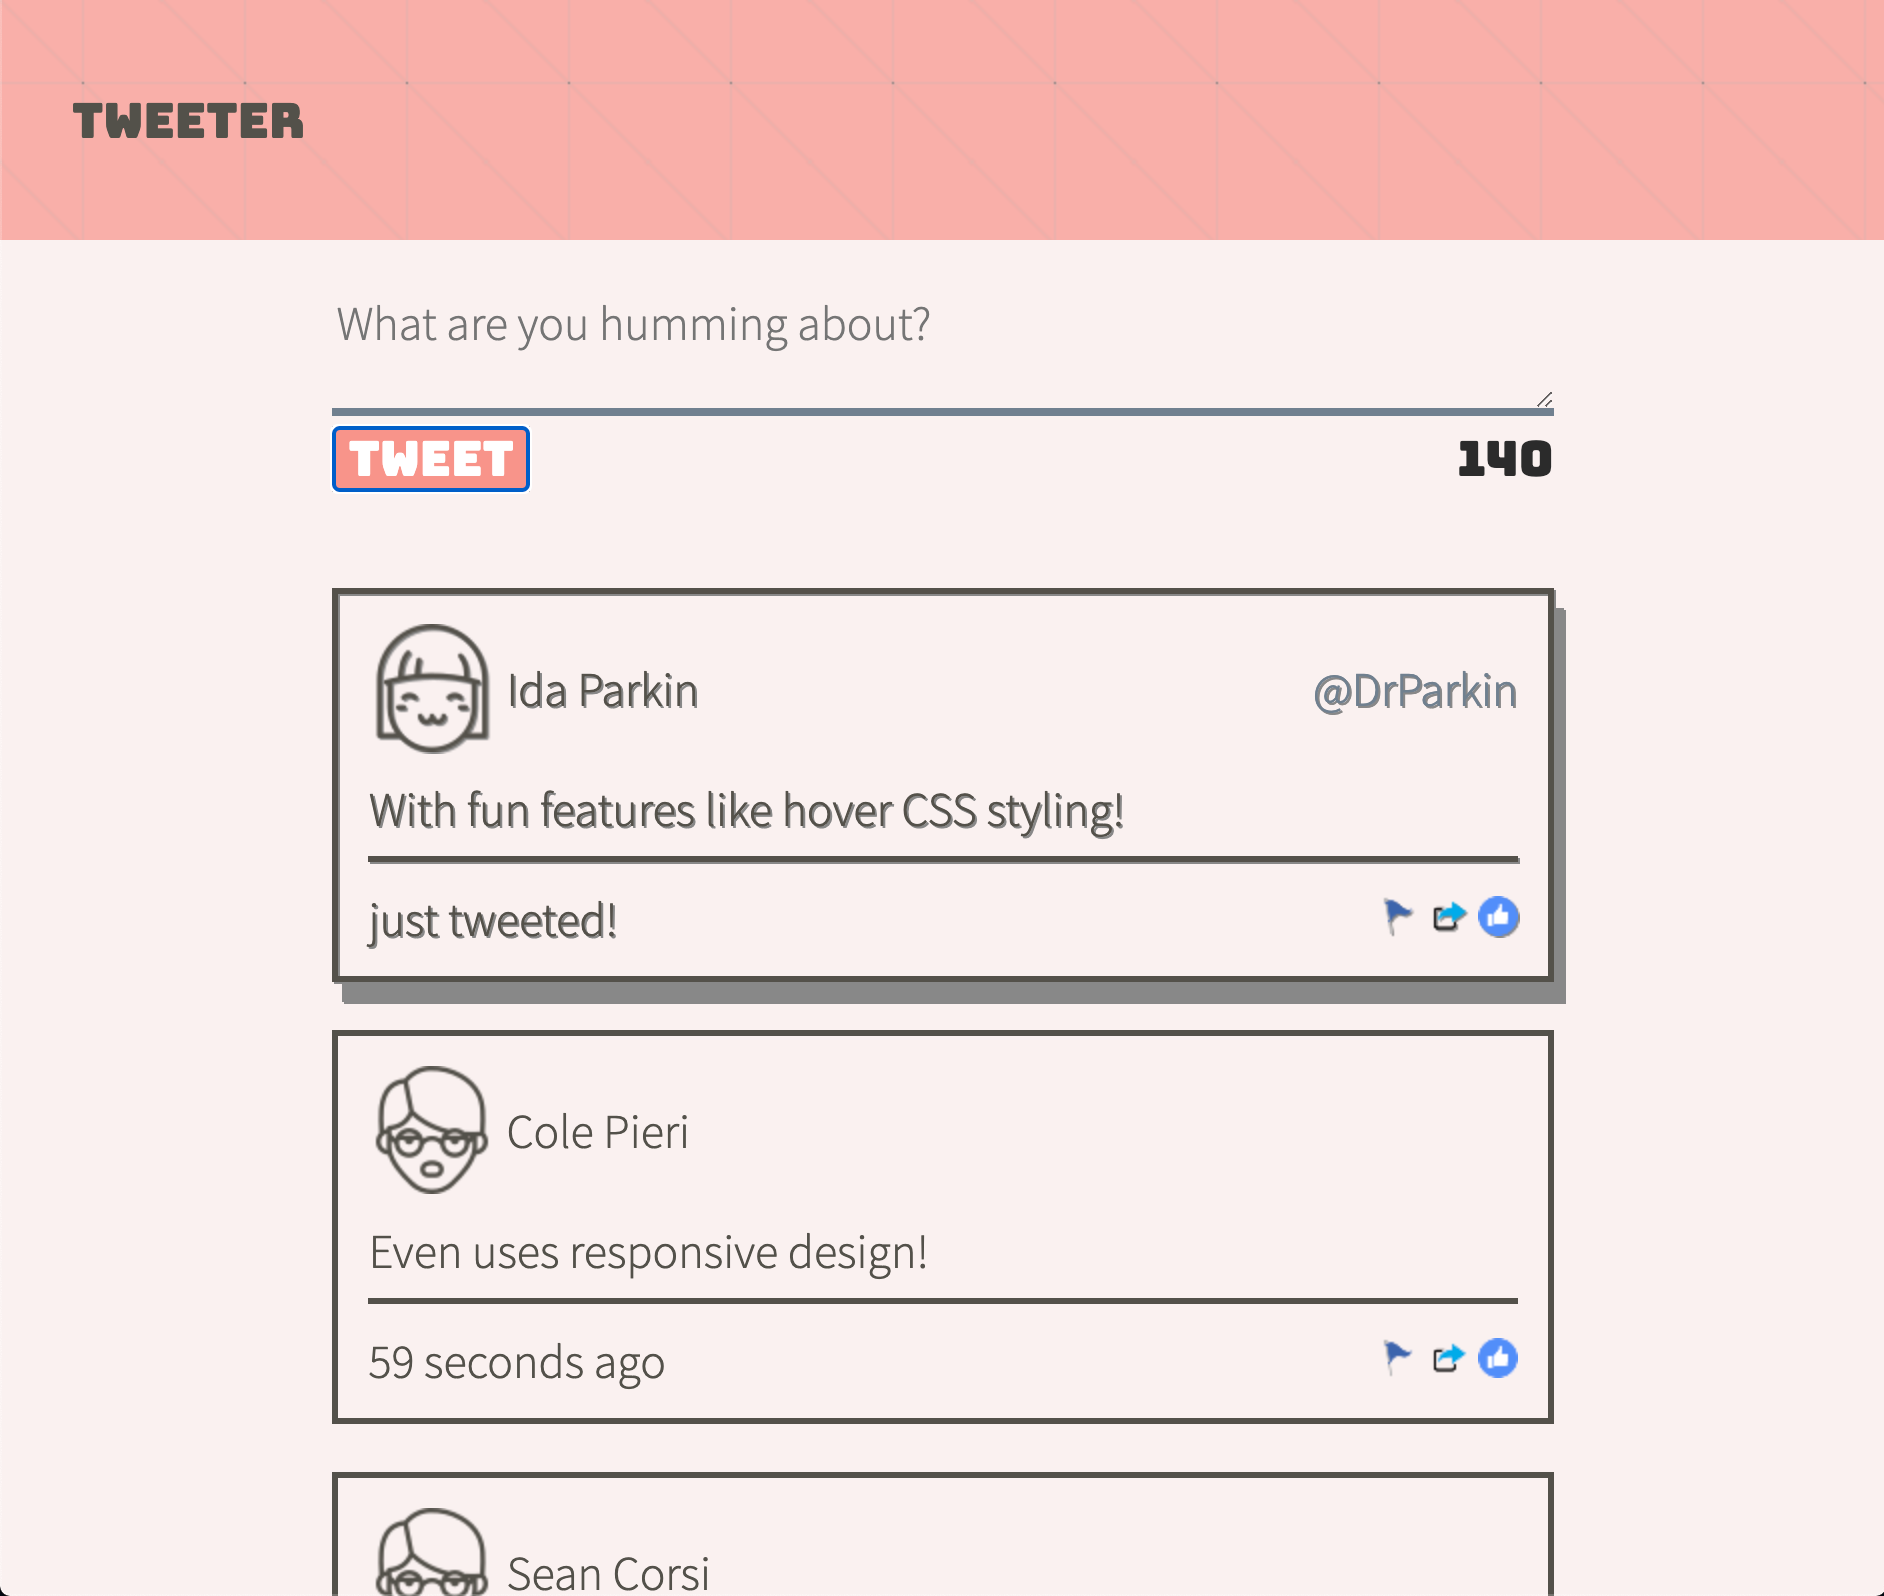 TWEETER
What are you humming about?
TWEET
140
Ida Parkin
@DrParkin
With fun features like hover CSS styling!
just tweeted!
Cole Pieri
Even uses responsive design!
59 seconds ago
Sean Corsi